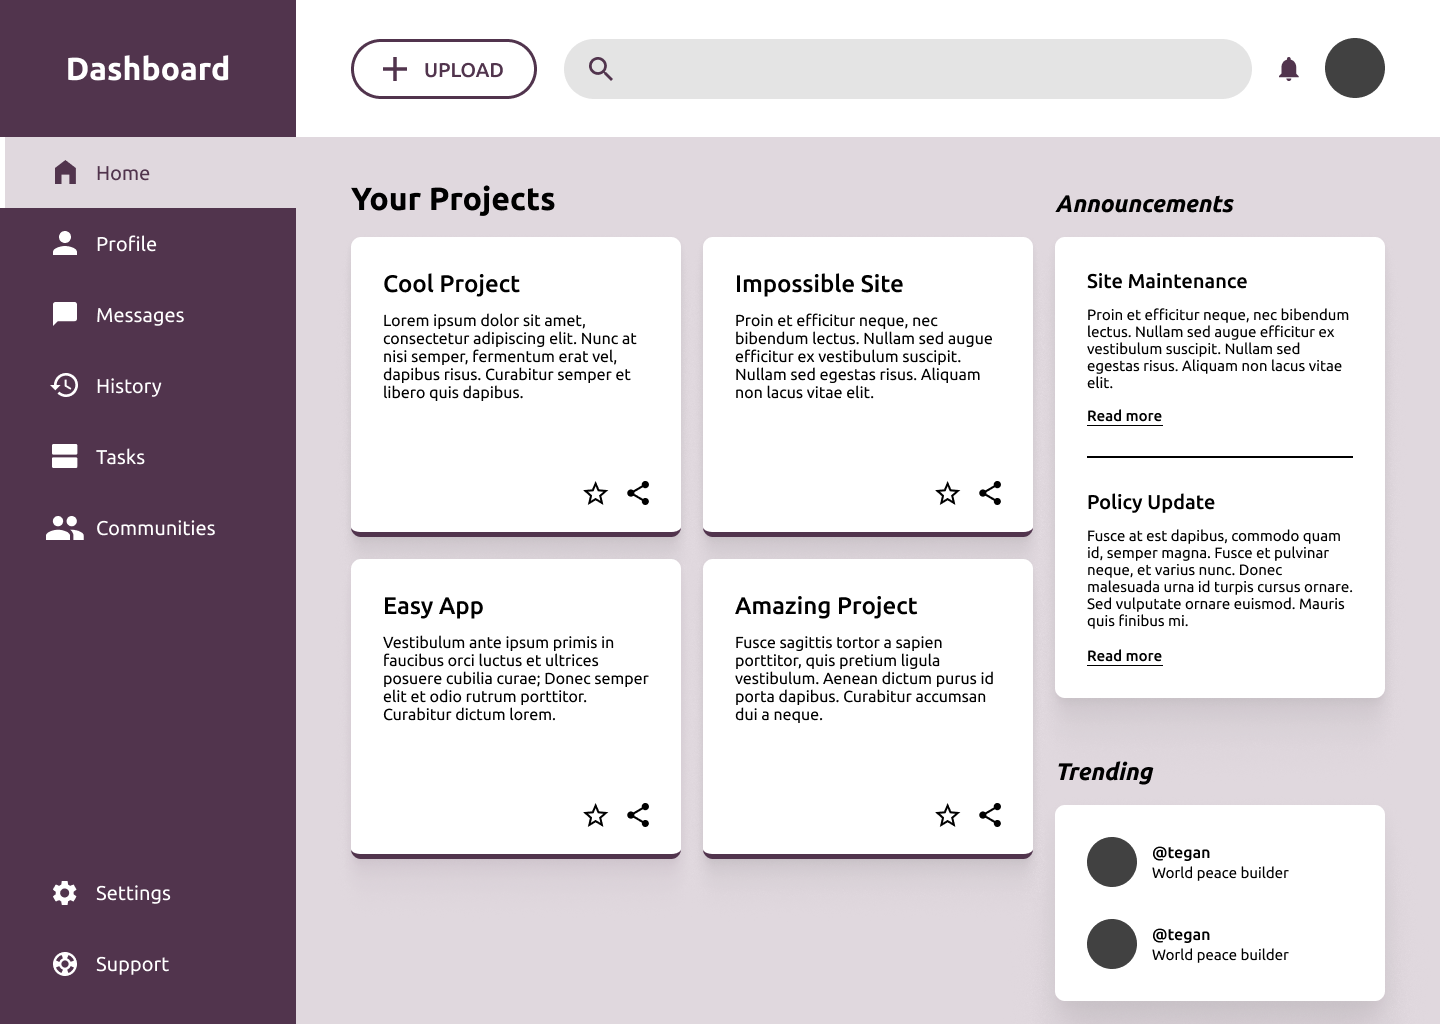 Dashboard
UPLOAD
Home
Profile
Messages
History
Tasks
Communities
Settings
Support
Your Projects
Cool Project
Lorem ipsum dolor sit amet,
consectetur adipiscing elit. Nunc at
nisi semper, fermentum erat vel,
dapibus risus. Curabitur semper et
libero quis dapibus.
Impossible Site
Proin et efficitur neque, nec
bibendum lectus. Nullam sed augue
efficitur ex vestibulum suscipit.
Nullam sed egestas risus. Aliquam
non lacus vitae elit.
Easy App
Vestibulum ante ipsum primis in
faucibus orci luctus et ultrices
posuere cubilia curae; Donec semper
elit et odio rutrum porttitor.
Curabitur dictum lorem.
Amazing Project
Fusce sagittis tortor a sapien
porttitor, quis pretium ligula
vestibulum. Aenean dictum purus id
porta dapibus. Curabitur accumsan
dui a neque.
Announcements
Site Maintenance
Proin et efficitur neque, nec bibendum
lectus. Nullam sed augue efficitur ex
vestibulum suscipit. Nullam sed
egestas risus. Aliquam non lacus vitae
elit.
Read more
Policy Update
Fusce at est dapibus, commodo quam
id, semper magna. Fusce et pulvinar
neque, et varius nunc. Donec
malesuada urna id turpis cursus ornare.
Sed vulputate ornare euismod. Mauris
quis finibus mi.
Read more
Trending
@tegan
World peace builder
@tegan
World peace builder